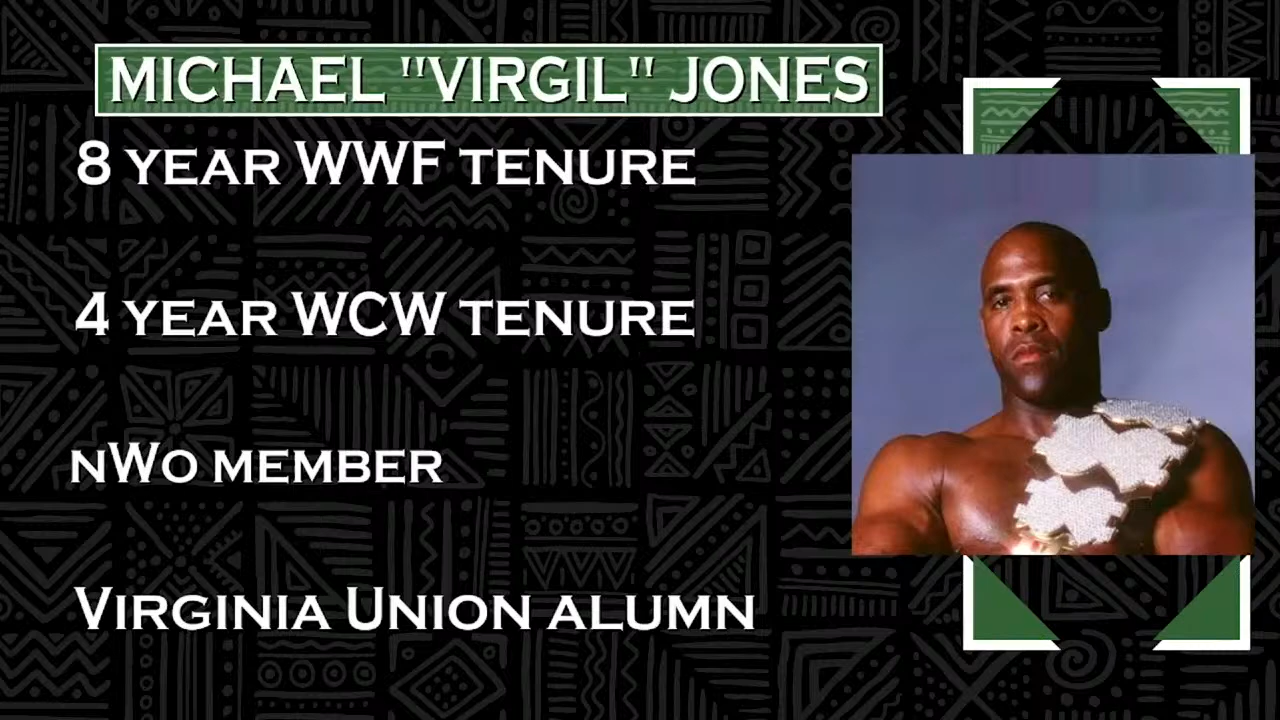 MICHAEL "VIRGIL" JONES
8 YEAR WWF TENURE
4 YEAR WCW TENURE
NWO MEMBER
VIRGINIA UNION ALUMN